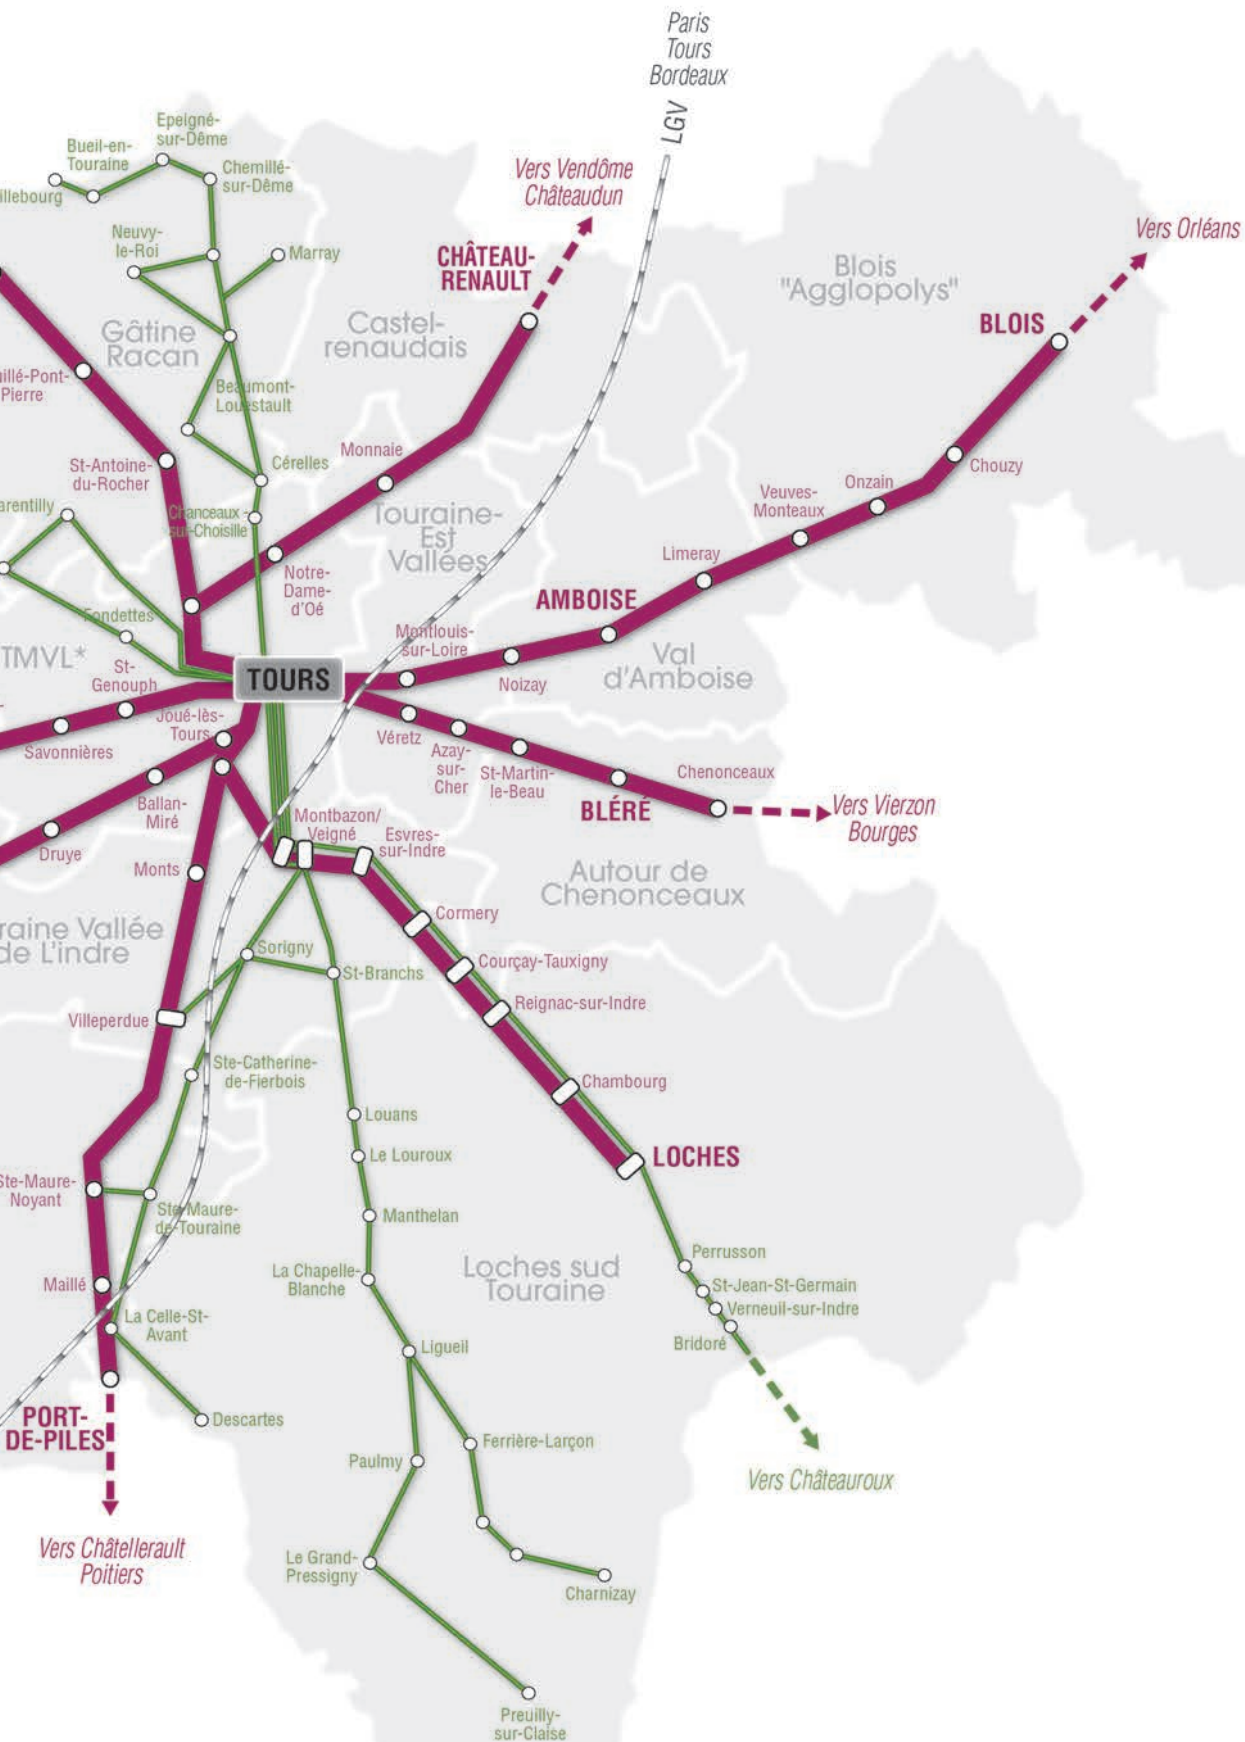 Paris
Tours
Bordeaux
LGV
Epeigné-
sur-Dême
Bueil-en-
Touraine
Chemillé-
sur-Dême
illebourg
Neuvy-
le-Roi
Marray
Vers Vendôme
Châteaudun
CHÂTEAU-
RENAULT
Vers Orléans
Blois
"Agglopolys"
BLOIS
Gâtine
Racan
Castel-
renaudais
uillé-Pont-
Pierre
Beaumont-
Louestault
Monnaie
St-Antoine-
du-Rocher
Cérelles
Chouzy
Onzain
Veuves-
Monteaux
arentilly
Chanceaux-
sur-Choisille
Touraine-
Est
Vallées
Limeray
Notre-
Dame-
d'Oé
AMBOISE
Fondettes
Montlouis-
sur-Loire
TMVL*
St-
Genouph
TOURS
Noizay
Val
d'Amboise
Joué-lès-
Tours
Savonnières
Véretz
Azay-
sur-
Cher
St-Martin-
le-Beau
Chenonceaux
BLÉRÉ
Vers Vierzon
Bourges
Ballan-
Miré
Montbazon/
Veigné
Esvres-
sur-Indre
Druye
Monts
Autour de
Chenonceaux
Cormery
raine Vallée
de L'indre
Sorigny
St-Branchs
Courçay-Tauxigny
Reignac-sur-Indre
Villeperdue
Ste-Catherine-
de-Fierbois
Chambourg
Louans
Le Louroux
LOCHES
Ste-Maure-
Noyant
Ste-Maure-
de-Touraine
Manthelan
Perrusson
Loches sud
Touraine
La Chapelle-
Blanche
Maillé
St-Jean-St-Germain
Verneuil-sur-Indre
La Celle-St-
Avant
Bridoré
Ligueil
PORT-
DE-PILES
Descartes
Ferrière-Larçon
Paulmy
Vers Châteauroux
Vers Châtellerault
Poitiers
Le Grand-
Pressigny
Charnizay
Preuilly-
sur-Claise